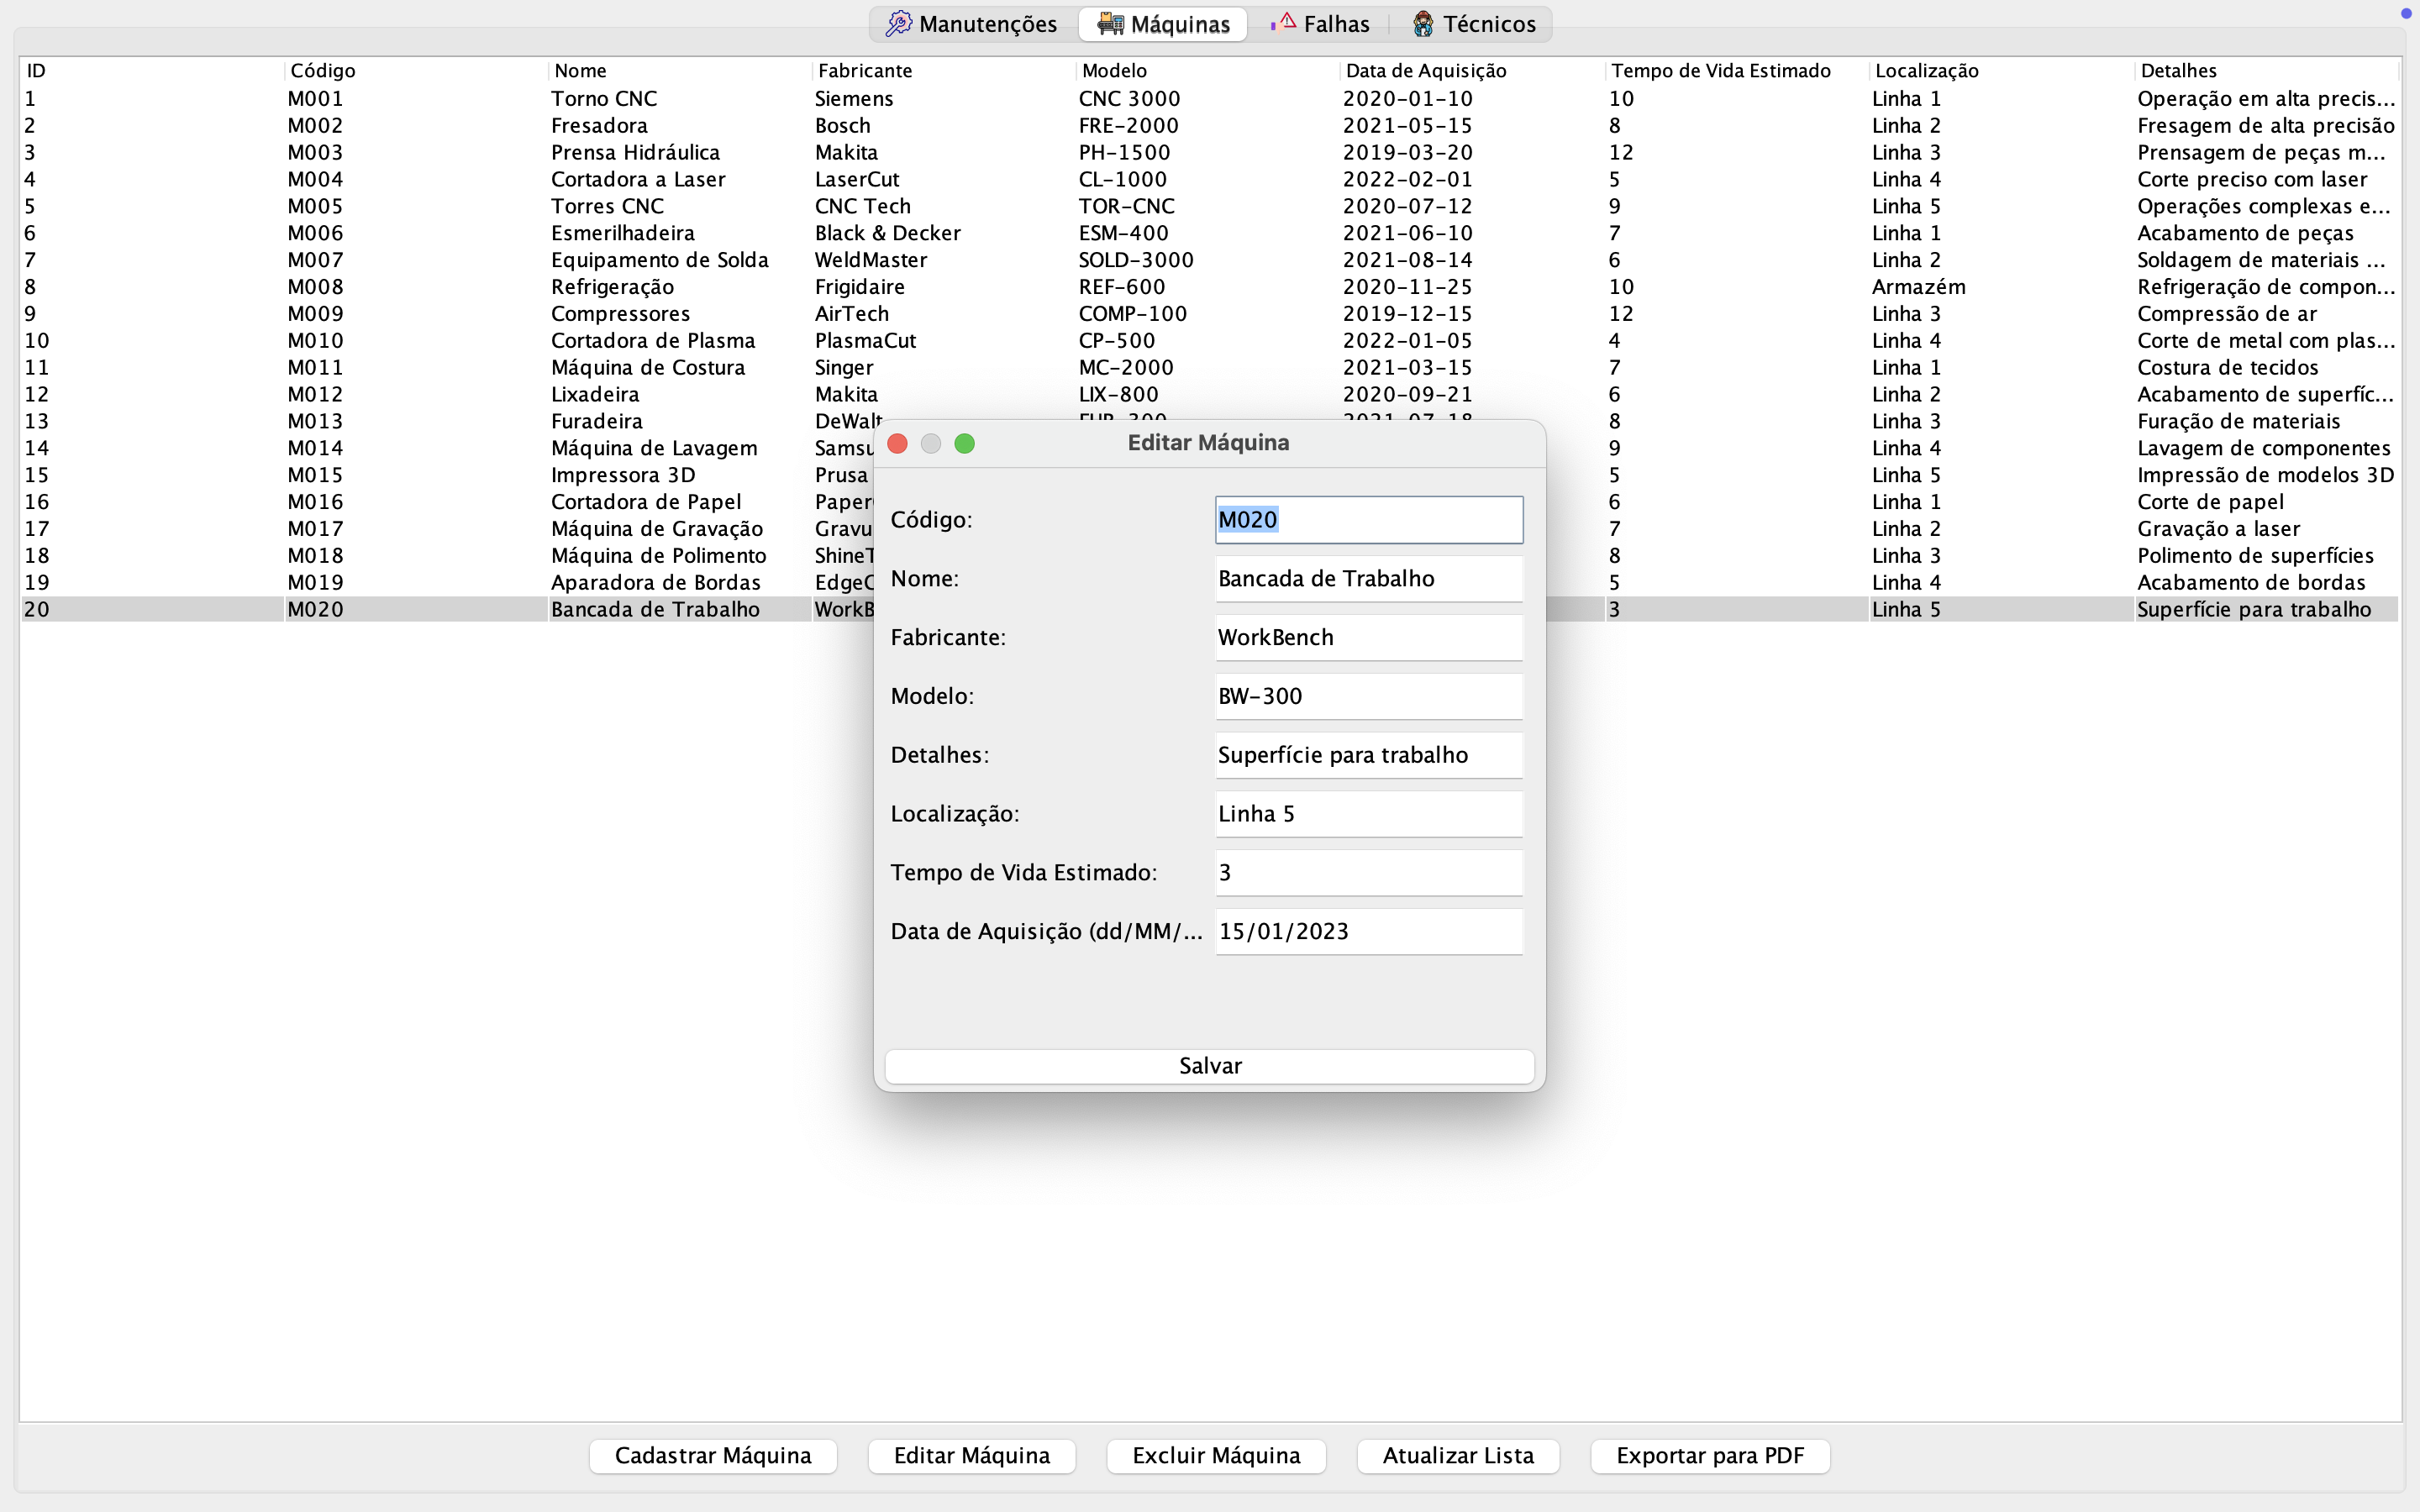 Manutenções Máquinas Falhas Técnicos
ID Código Nome Fabricante Modelo Data de Aquisição Tempo de Vida Estimado Localização Detalhes
1 M001 Torno CNC Siemens CNC 3000 2020-01-10 10 Linha 1 Operação em alta precis...
2 M002 Fresadora Bosch FRE-2000 2021-05-15 8 Linha 2 Fresagem de alta precisão
3 M003 Prensa Hidráulica Makita PH-1500 2019-03-20 12 Linha 3 Prensagem de peças m...
4 M004 Cortadora a Laser LaserCut CL-1000 2022-02-01 5 Linha 4 Corte preciso com laser
5 M005 Torres CNC CNC Tech TOR-CNC 2020-07-12 9 Linha 5 Operações complexas e...
6 M006 Esmerilhadeira Black & Decker ESM-400 2021-06-10 7 Linha 1 Acabamento de peças
7 M007 Equipamento de Solda WeldMaster SOLD-3000 2021-08-14 6 Linha 2 Soldagem de materiais ...
8 M008 Refrigeração Frigidaire REF-600 2020-11-25 10 Armazém Refrigeração de compon...
9 M009 Compressores AirTech COMP-100 2019-12-15 12 Linha 3 Compressão de ar
10 M010 Cortadora de Plasma PlasmaCut CP-500 2022-01-05 4 Linha 4 Corte de metal com plas...
11 M011 Máquina de Costura Singer MC-2000 2021-03-15 7 Linha 1 Costura de tecidos
12 M012 Lixadeira Makita LIX-800 2020-09-21 6 Linha 2 Acabamento de superfíc...
13 M013 Furadeira DeWalt FUR-300 2021-07-18 8 Linha 3 Furação de materiais
14 M014 Máquina de Lavagem Samsu 9 Linha 4 Lavagem de componentes
15 M015 Impressora 3D Prusa 5 Linha 5 Impressão de modelos 3D
16 M016 Cortadora de Papel Paper 6 Linha 1 Corte de papel
17 M017 Máquina de Gravação Gravu 7 Linha 2 Gravação a laser
18 M018 Máquina de Polimento Shine 8 Linha 3 Polimento de superfícies
19 M019 Aparadora de Bordas Edge 5 Linha 4 Acabamento de bordas
20 M020 Bancada de Trabalho WorkB 3 Linha 5 Superfície para trabalho
Editar Máquina
Código: M020
Nome: Bancada de Trabalho
Fabricante: WorkBench
Modelo: BW-300
Detalhes: Superfície para trabalho
Localização: Linha 5
Tempo de Vida Estimado: 3
Data de Aquisição (dd/MM/... 15/01/2023
Salvar
Cadastrar Máquina Editar Máquina Excluir Máquina Atualizar Lista Exportar para PDF